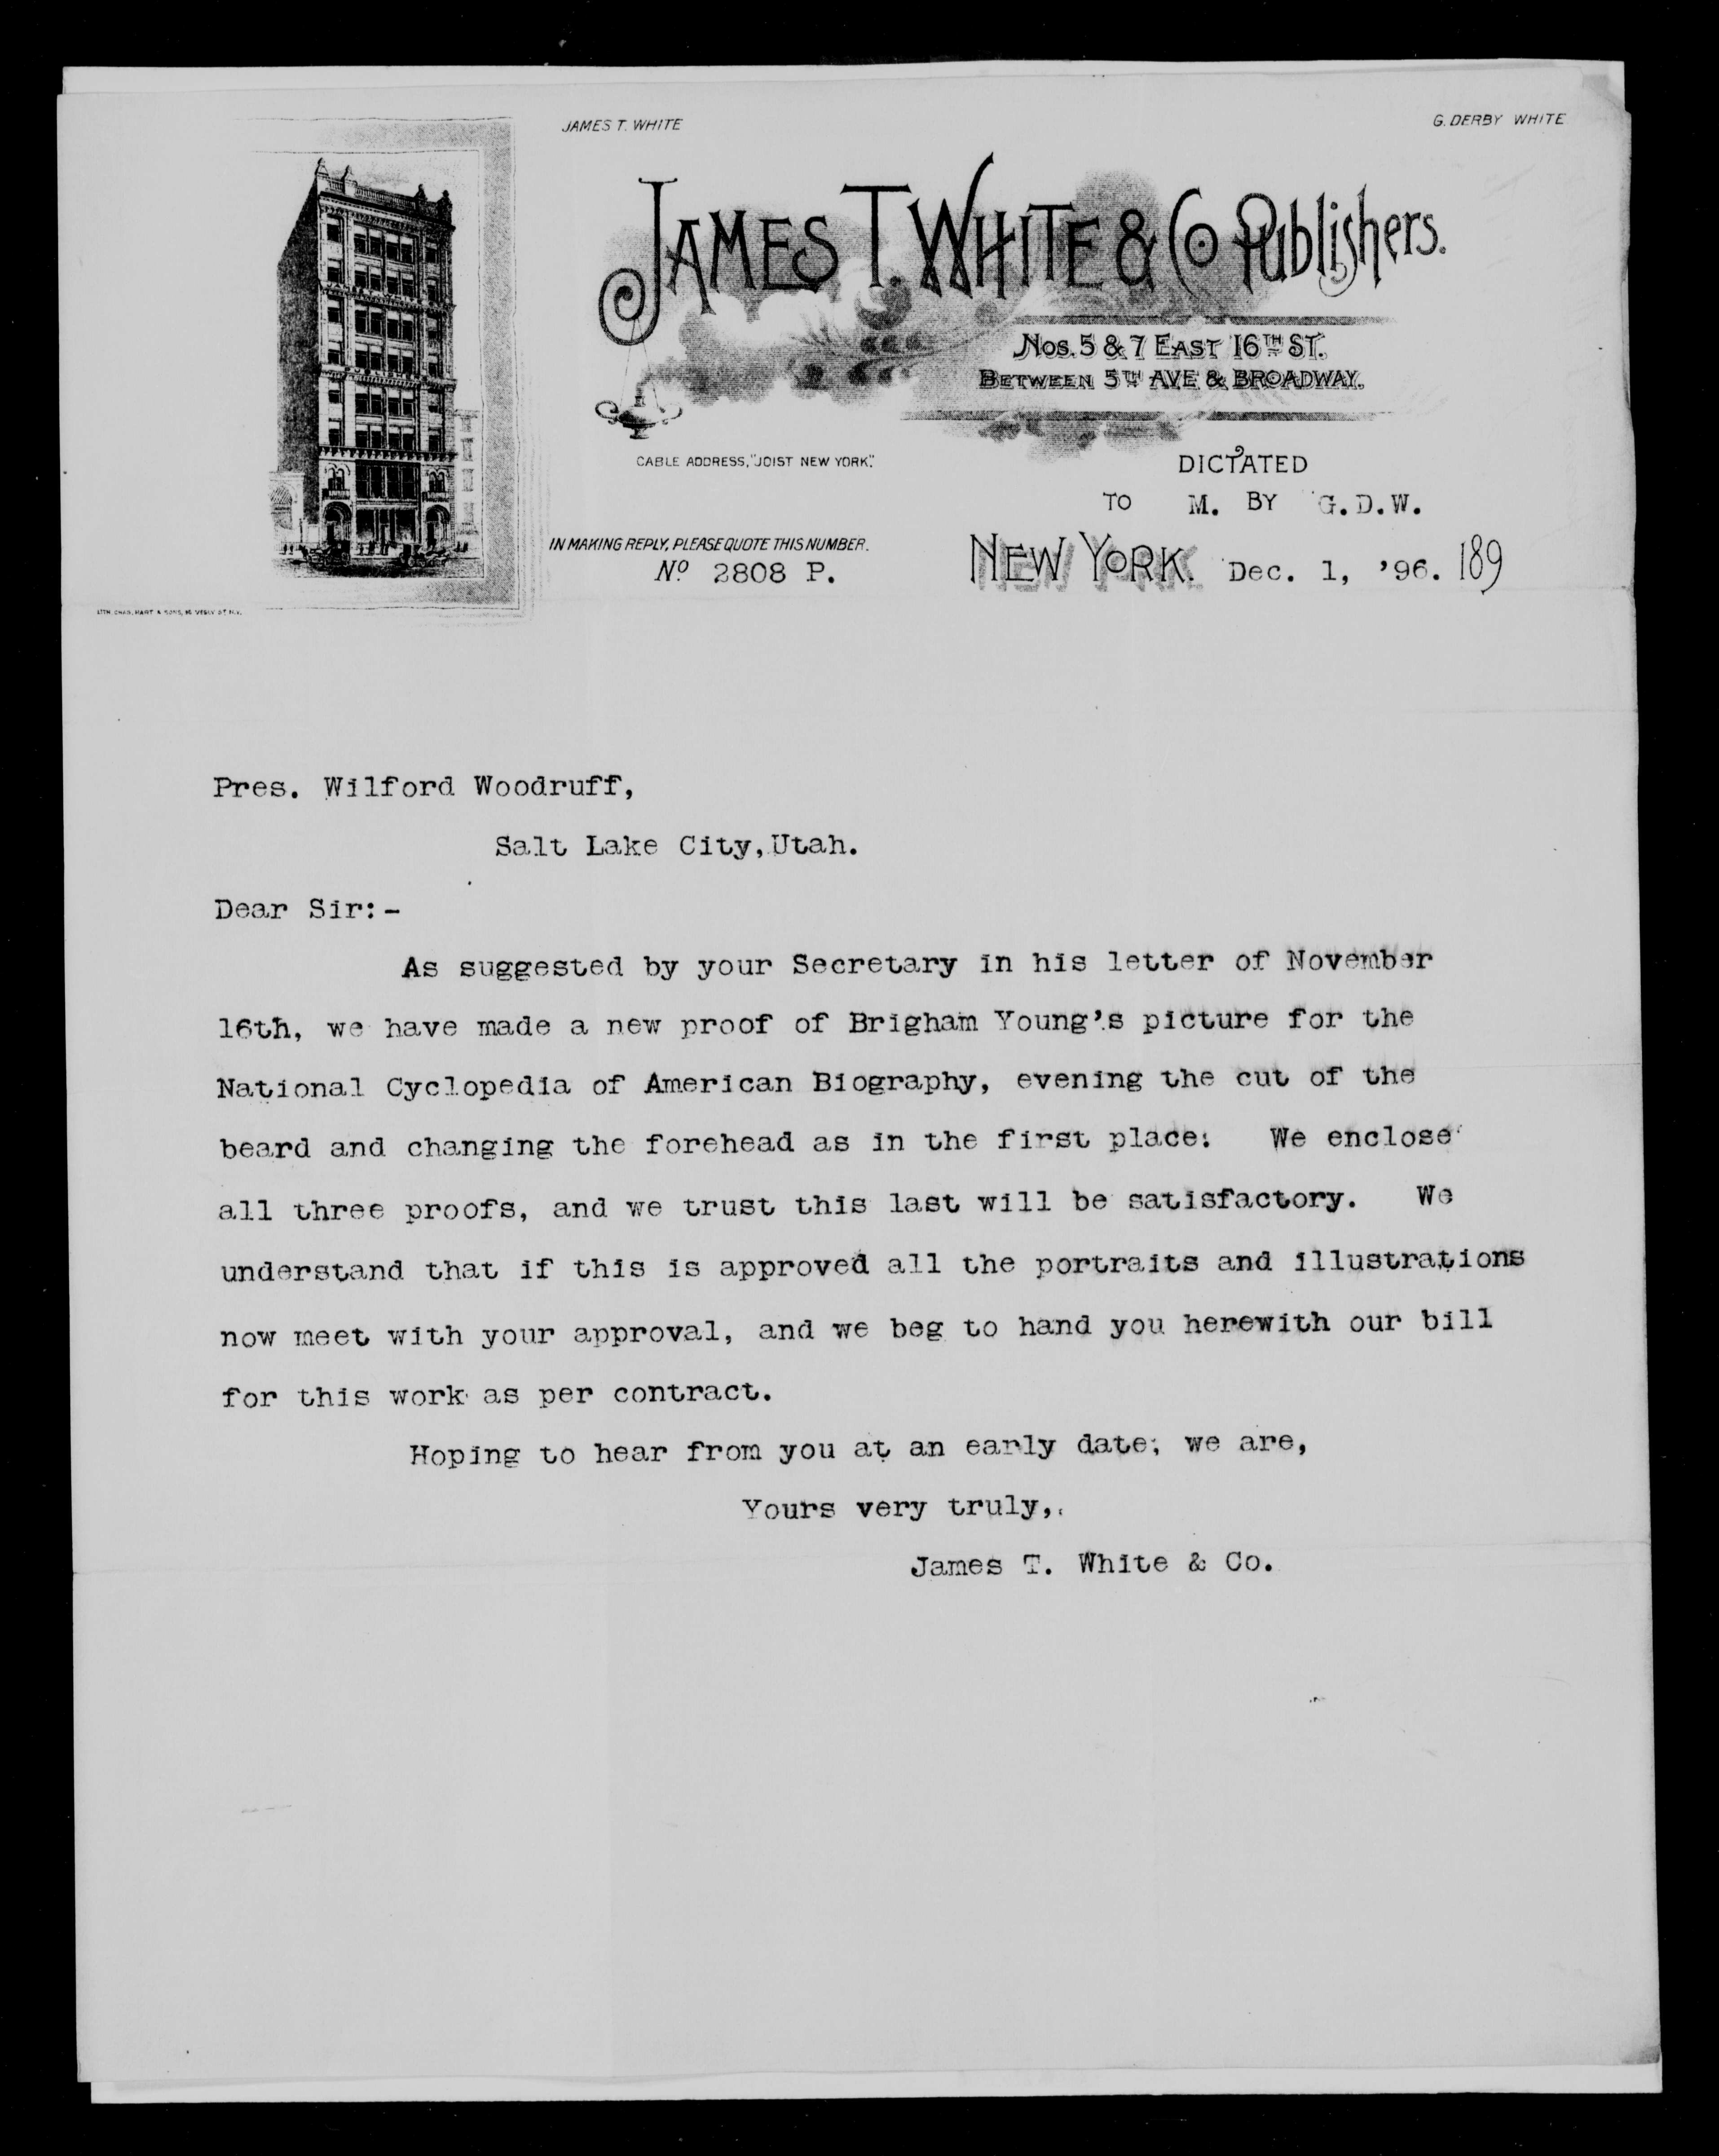 JAMES T. WHITE
G. DERBY WHITE
JAMES T. WHITE & CO Publishers.
Nos. 5 & 7 EAST 16TH ST.
BETWEEN 5TH AVE & BROADWAY.
CABLE ADDRESS, "JOIST NEW YORK".
DICTATED
TO M. BY G.D.W.
IN MAKING REPLY, PLEASE QUOTE THIS NUMBER.
No 2808 P.
NEW YORK. Dec. 1, '96. 189
LITH. CHAS. HART & SONS, 36 VESEY ST N.Y.
Pres. Wilford Woodruff,
Salt Lake City, Utah.
Dear Sir:-
As suggested by your Secretary in his letter of November
16th, we have made a new proof of Brigham Young's picture for the
National Cyclopedia of American Biography, evening the cut of the
beard and changing the forehead as in the first place. We enclose
all three proofs, and we trust this last will be satisfactory. We
understand that if this is approved all the portraits and illustrations
now meet with your approval, and we beg to hand you herewith our bill
for this work as per contract.
Hoping to hear from you at an early date, we are,
Yours very truly,
James T. White & Co.